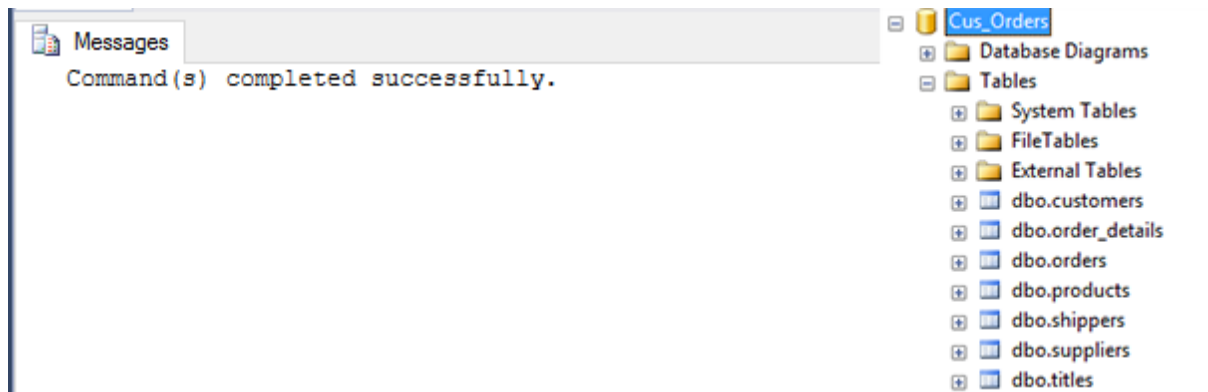 Messages
Command(s) completed successfully.
Cus_Orders
Database Diagrams
Tables
System Tables
FileTables
External Tables
dbo.customers
dbo.order_details
dbo.orders
dbo.products
dbo.shippers
dbo.suppliers
dbo.titles